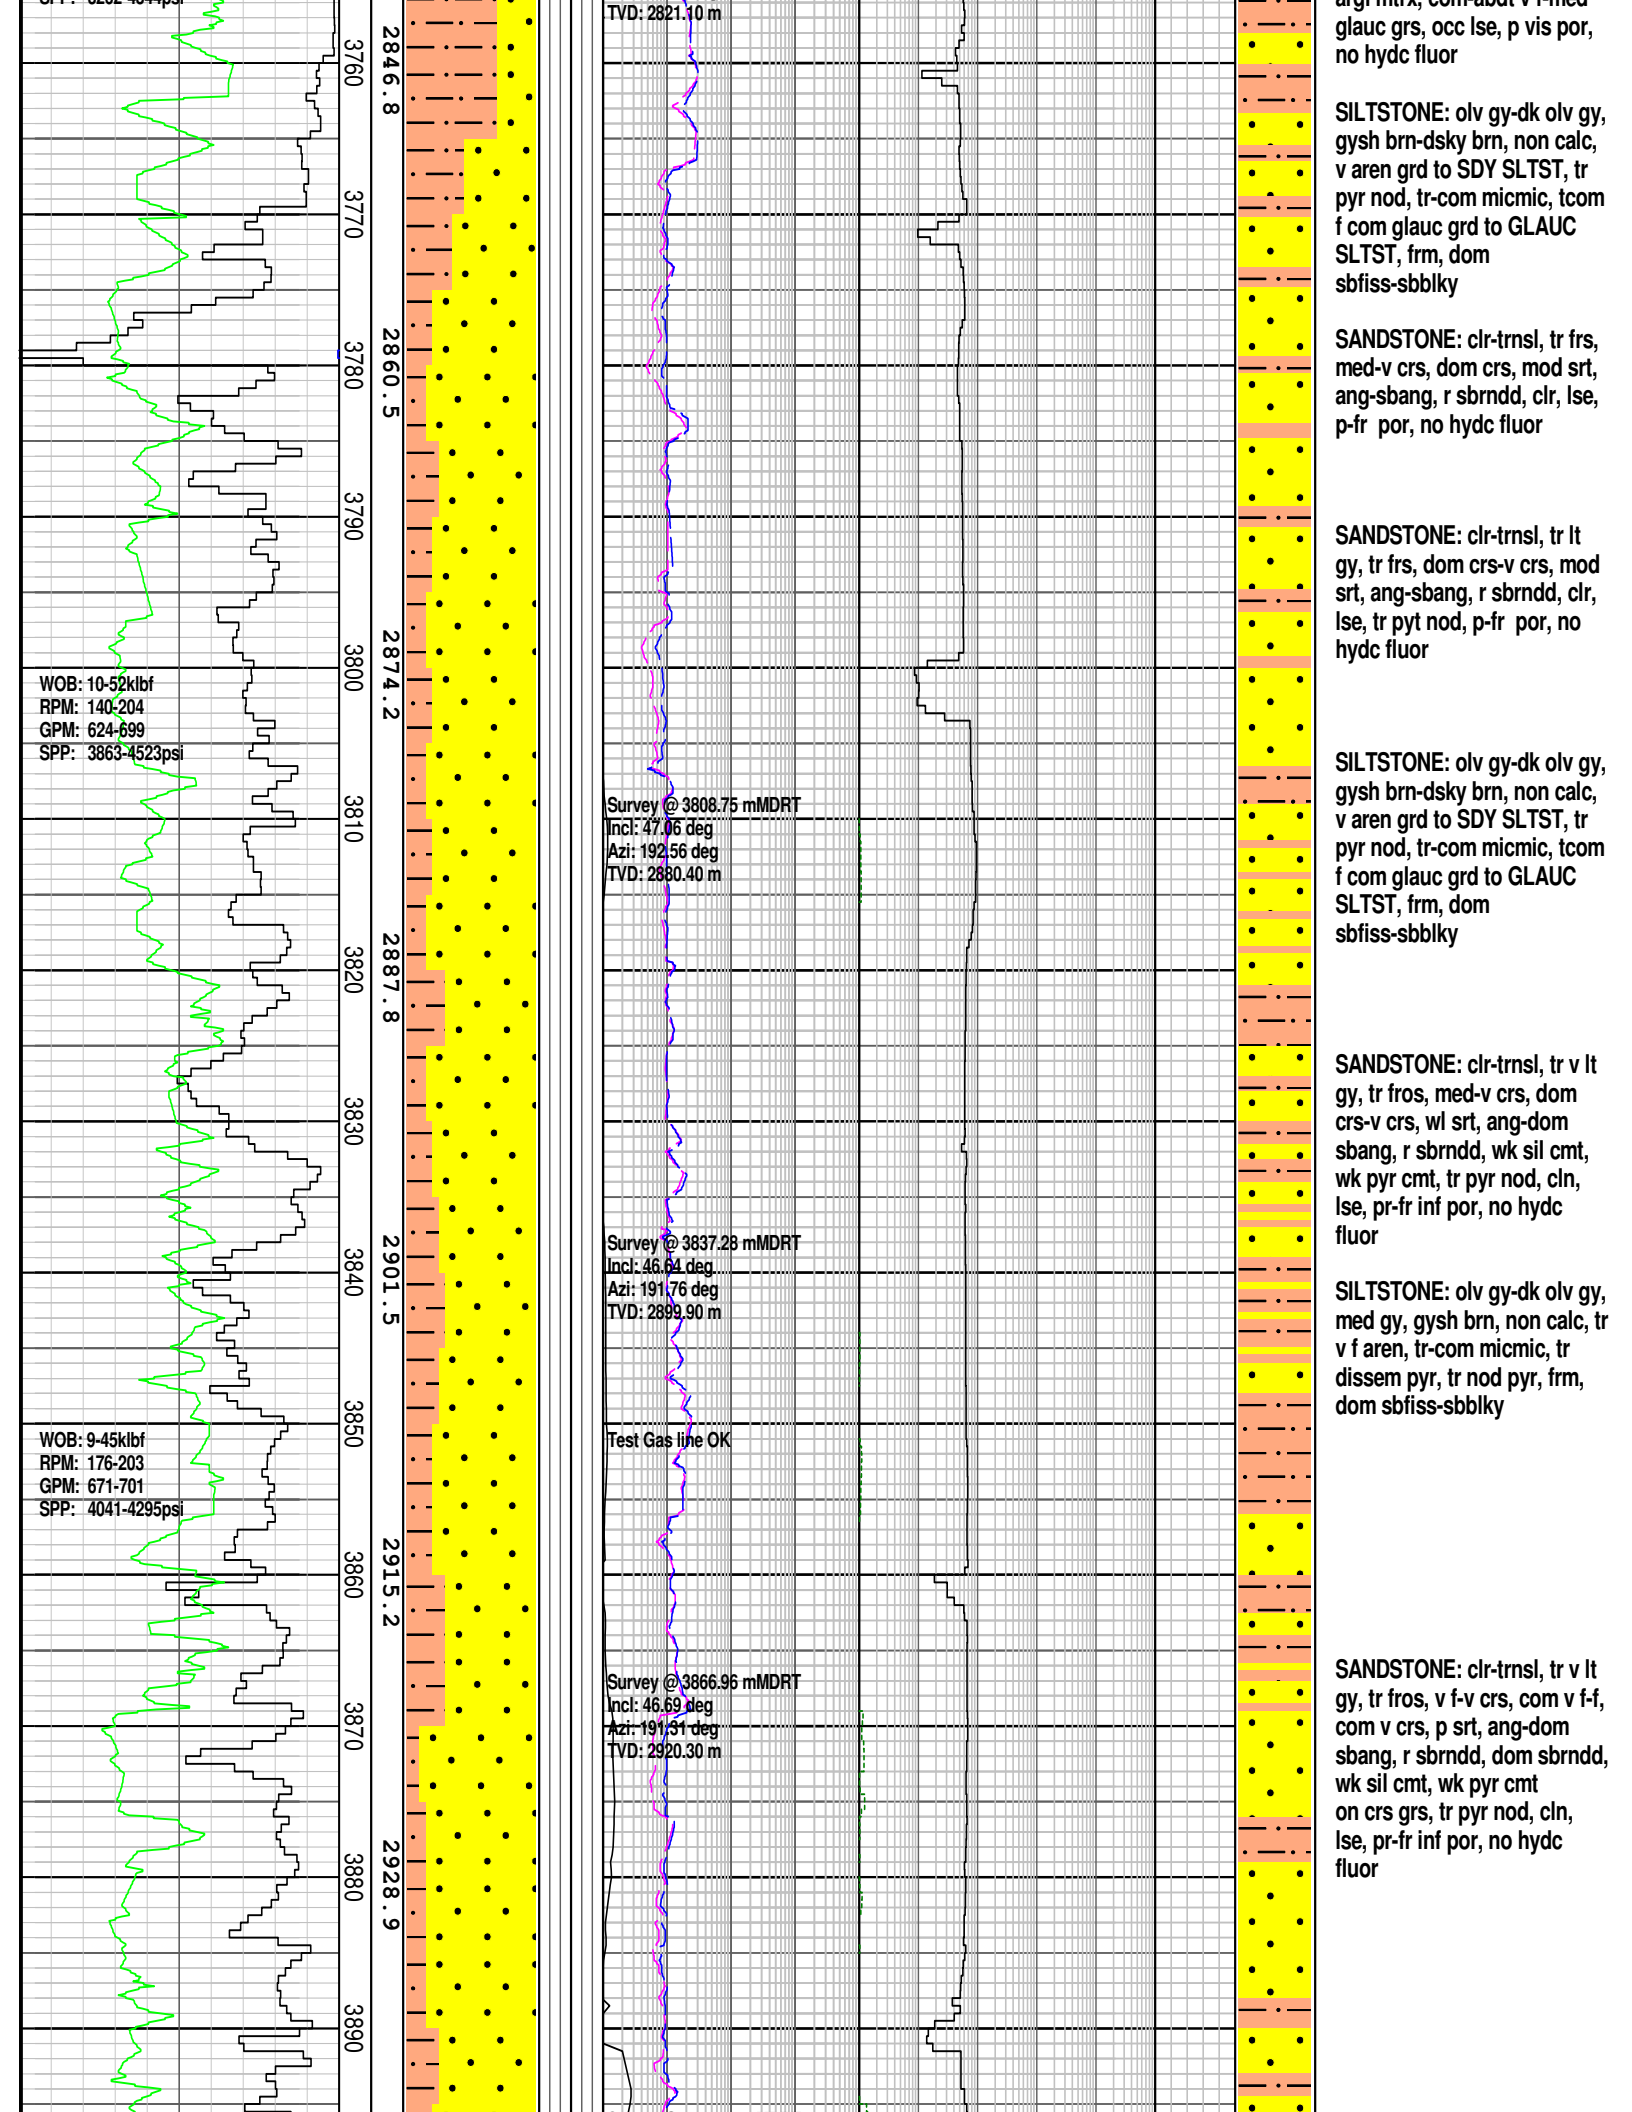 TVD: 2821.10 m
glauc grs, occ lse, p vis por,
no hydc fluor
SILTSTONE: olv gy-dk olv gy,
gysh brn-dsky brn, non calc,
v aren grd to SDY SLTST, tr
pyr nod, tr-com micmic, tcom
f com glauc grd to GLAUC
SLTST, frm, dom
sbfiss-sbblky
SANDSTONE: clr-trnsl, tr frs,
med-v crs, dom crs, mod srt,
ang-sbang, r sbrndd, clr, lse,
p-fr por, no hydc fluor
SANDSTONE: clr-trnsl, tr lt
gy, tr frs, dom crs-v crs, mod
srt, ang-sbang, r sbrndd, clr,
lse, tr pyt nod, p-fr por, no
hydc fluor
SILTSTONE: olv gy-dk olv gy,
gysh brn-dsky brn, non calc,
v aren grd to SDY SLTST, tr
pyr nod, tr-com micmic, tcom
f com glauc grd to GLAUC
SLTST, frm, dom
sbfiss-sbblky
SANDSTONE: clr-trnsl, tr v lt
gy, tr fros, med-v crs, dom
crs-v crs, wl srt, ang-dom
sbang, r sbrndd, wk sil cmt,
wk pyr cmt, tr pyr nod, cln,
lse, pr-fr inf por, no hydc
fluor
SILTSTONE: olv gy-dk olv gy,
med gy, gysh brn, non calc, tr
v f aren, tr-com micmic, tr
dissem pyr, tr nod pyr, frm,
dom sbfiss-sbblky
SANDSTONE: clr-trnsl, tr v lt
gy, tr fros, v f-v crs, com v f-f,
com v crs, p srt, ang-dom
sbang, r sbrndd, dom sbrndd,
wk sil cmt, wk pyr cmt
on crs grs, tr pyr nod, cln,
lse, pr-fr inf por, no hydc
fluor
WOB: 10-52klbf
RPM: 140-204
GPM: 624-699
SPP: 3863-4523psi
WOB: 9-45klbf
RPM: 176-203
GPM: 671-701
SPP: 4041-4295psi
3760
3770
3780
3790
3800
3810
3820
3830
3840
3850
3860
3870
3880
3890
2846.8
2860.5
2874.2
2887.8
2901.5
2915.2
2928.9
Survey @ 3808.75 mMDRT
Incl: 47.06 deg
Azi: 192.56 deg
TVD: 2880.40 m
Survey @ 3837.28 mMDRT
Incl: 46.64 deg
Azi: 191.76 deg
TVD: 2899.90 m
Test Gas line OK
Survey @ 3866.96 mMDRT
Incl: 46.69 deg
Azi: 191.31 deg
TVD: 2920.30 m